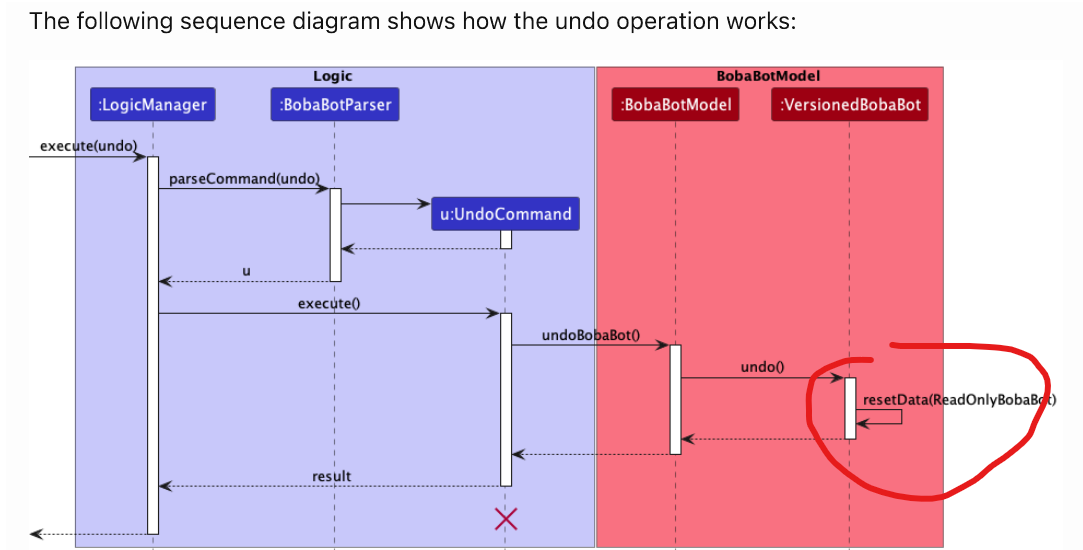 The following sequence diagram shows how the undo operation works:
Logic
BobaBotModel
:LogicManager
:BobaBotParser
:BobaBotModel
:VersionedBobaBot
execute(undo)
parseCommand(undo)
u:UndoCommand
u
execute()
undoBobaBot()
undo()
resetData(ReadOnlyBobaBot)
result